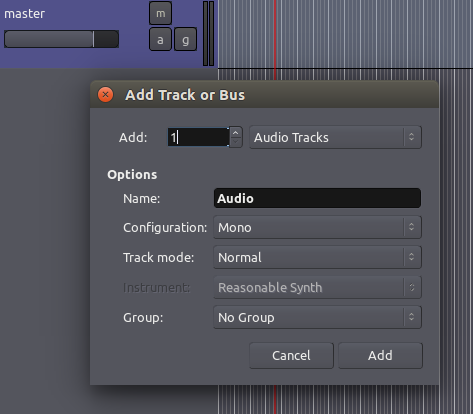 master
m
a g
Add Track or Bus
Add: 1 Audio Tracks
Options
Name: Audio
Configuration: Mono
Track mode: Normal
Instrument: Reasonable Synth
Group: No Group
Cancel Add